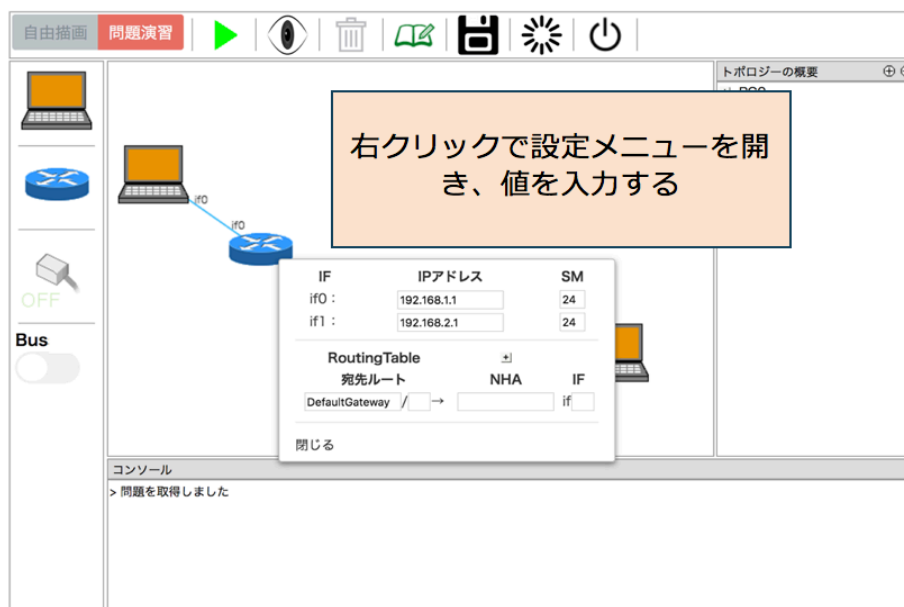 自由描画 問題演習
トポロジーの概要
右クリックで設定メニューを開
き、値を入力する
if0
if0
OFF
Bus
IF IPアドレス SM
if0： 192.168.1.1 24
if1： 192.168.2.1 24
RoutingTable +
宛先ルート NHA IF
DefaultGateway / → if
閉じる
コンソール
> 問題を取得しました